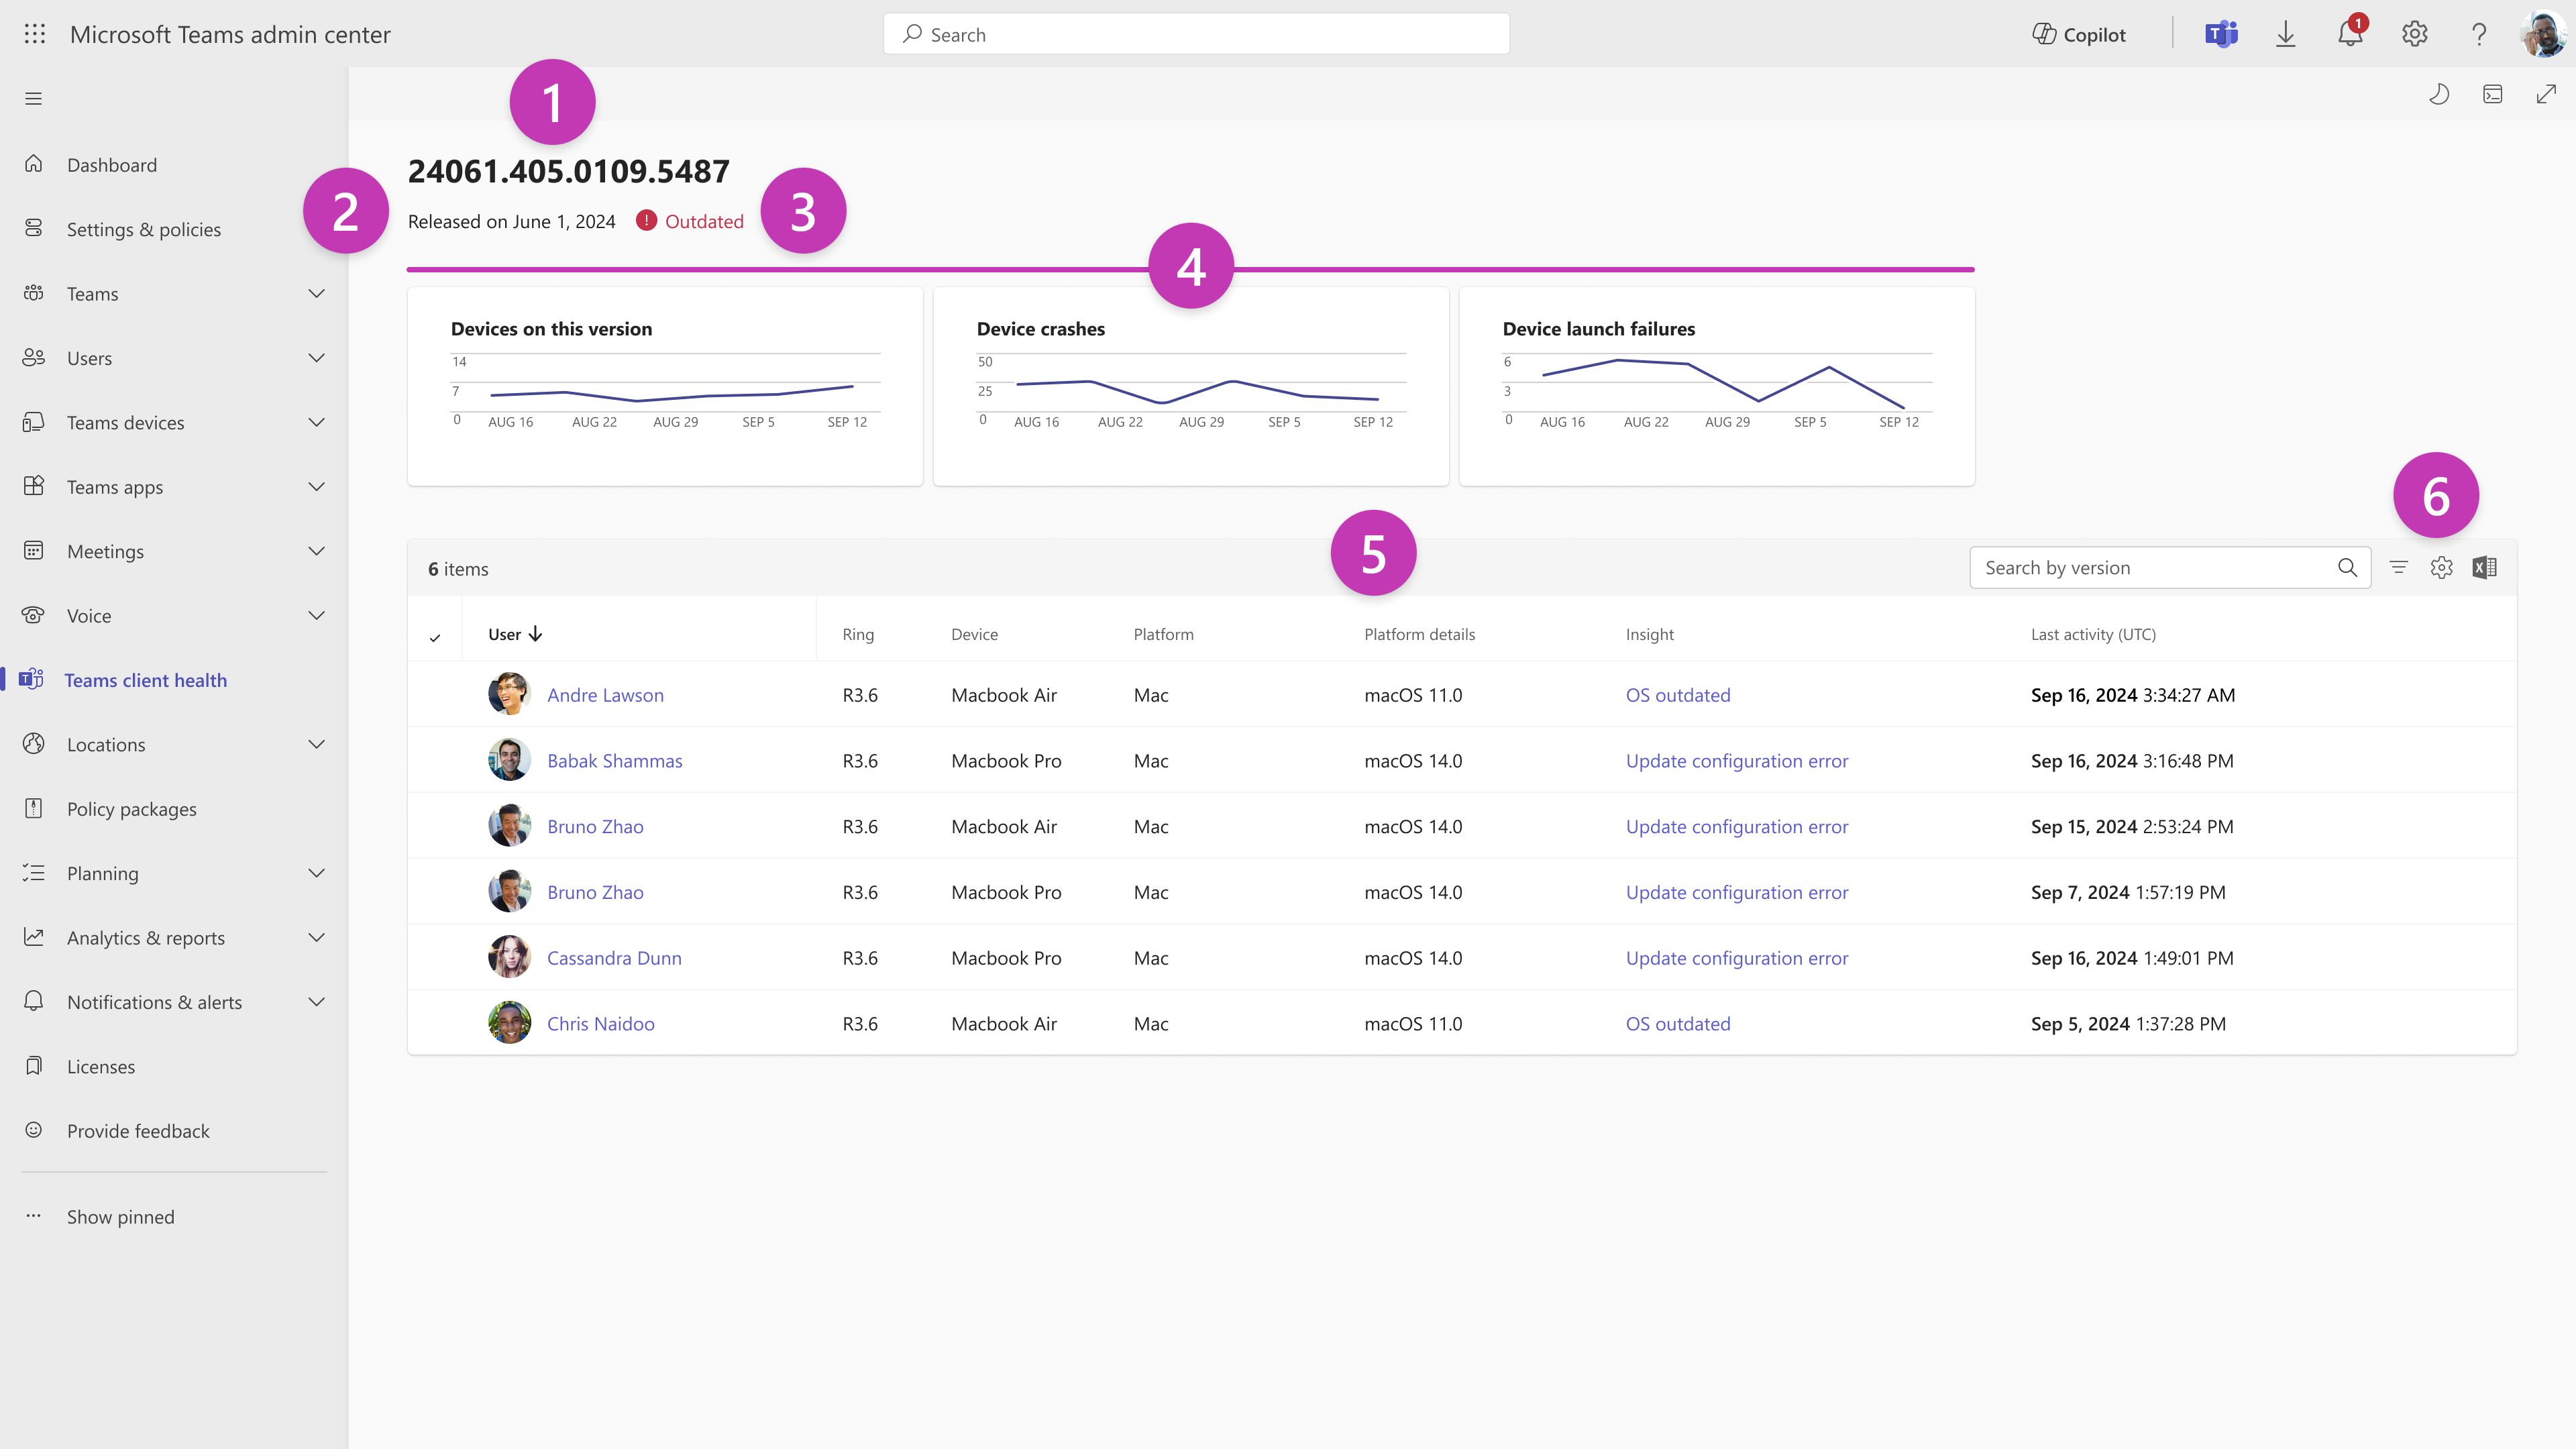 Microsoft Teams admin center
Search
Copilot
1
1
24061.405.0109.5487
2
Released on June 1, 2024
Outdated
3
4
Dashboard
Settings & policies
Teams
Users
Teams devices
Teams apps
Meetings
Voice
Teams client health
Locations
Policy packages
Planning
Analytics & reports
Notifications & alerts
Licenses
Provide feedback
Show pinned
Devices on this version
14
7
0
AUG 16 AUG 22 AUG 29 SEP 5 SEP 12
Device crashes
50
25
0
AUG 16 AUG 22 AUG 29 SEP 5 SEP 12
Device launch failures
6
3
0
AUG 16 AUG 22 AUG 29 SEP 5 SEP 12
5
6
6 items
Search by version
User Ring Device Platform Platform details Insight Last activity (UTC)
Andre Lawson R3.6 Macbook Air Mac macOS 11.0 OS outdated Sep 16, 2024 3:34:27 AM
Babak Shammas R3.6 Macbook Pro Mac macOS 14.0 Update configuration error Sep 16, 2024 3:16:48 PM
Bruno Zhao R3.6 Macbook Air Mac macOS 14.0 Update configuration error Sep 15, 2024 2:53:24 PM
Bruno Zhao R3.6 Macbook Pro Mac macOS 14.0 Update configuration error Sep 7, 2024 1:57:19 PM
Cassandra Dunn R3.6 Macbook Pro Mac macOS 14.0 Update configuration error Sep 16, 2024 1:49:01 PM
Chris Naidoo R3.6 Macbook Air Mac macOS 11.0 OS outdated Sep 5, 2024 1:37:28 PM